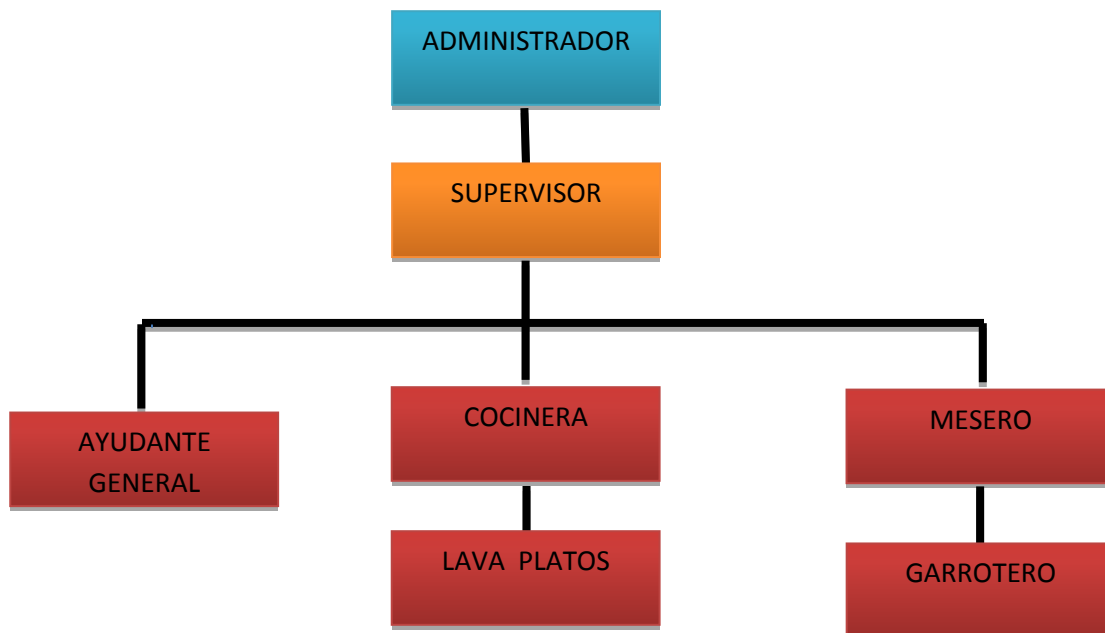 ADMINISTRADOR
SUPERVISOR
AYUDANTE
GENERAL
COCINERA
MESERO
LAVA PLATOS
GARROTERO